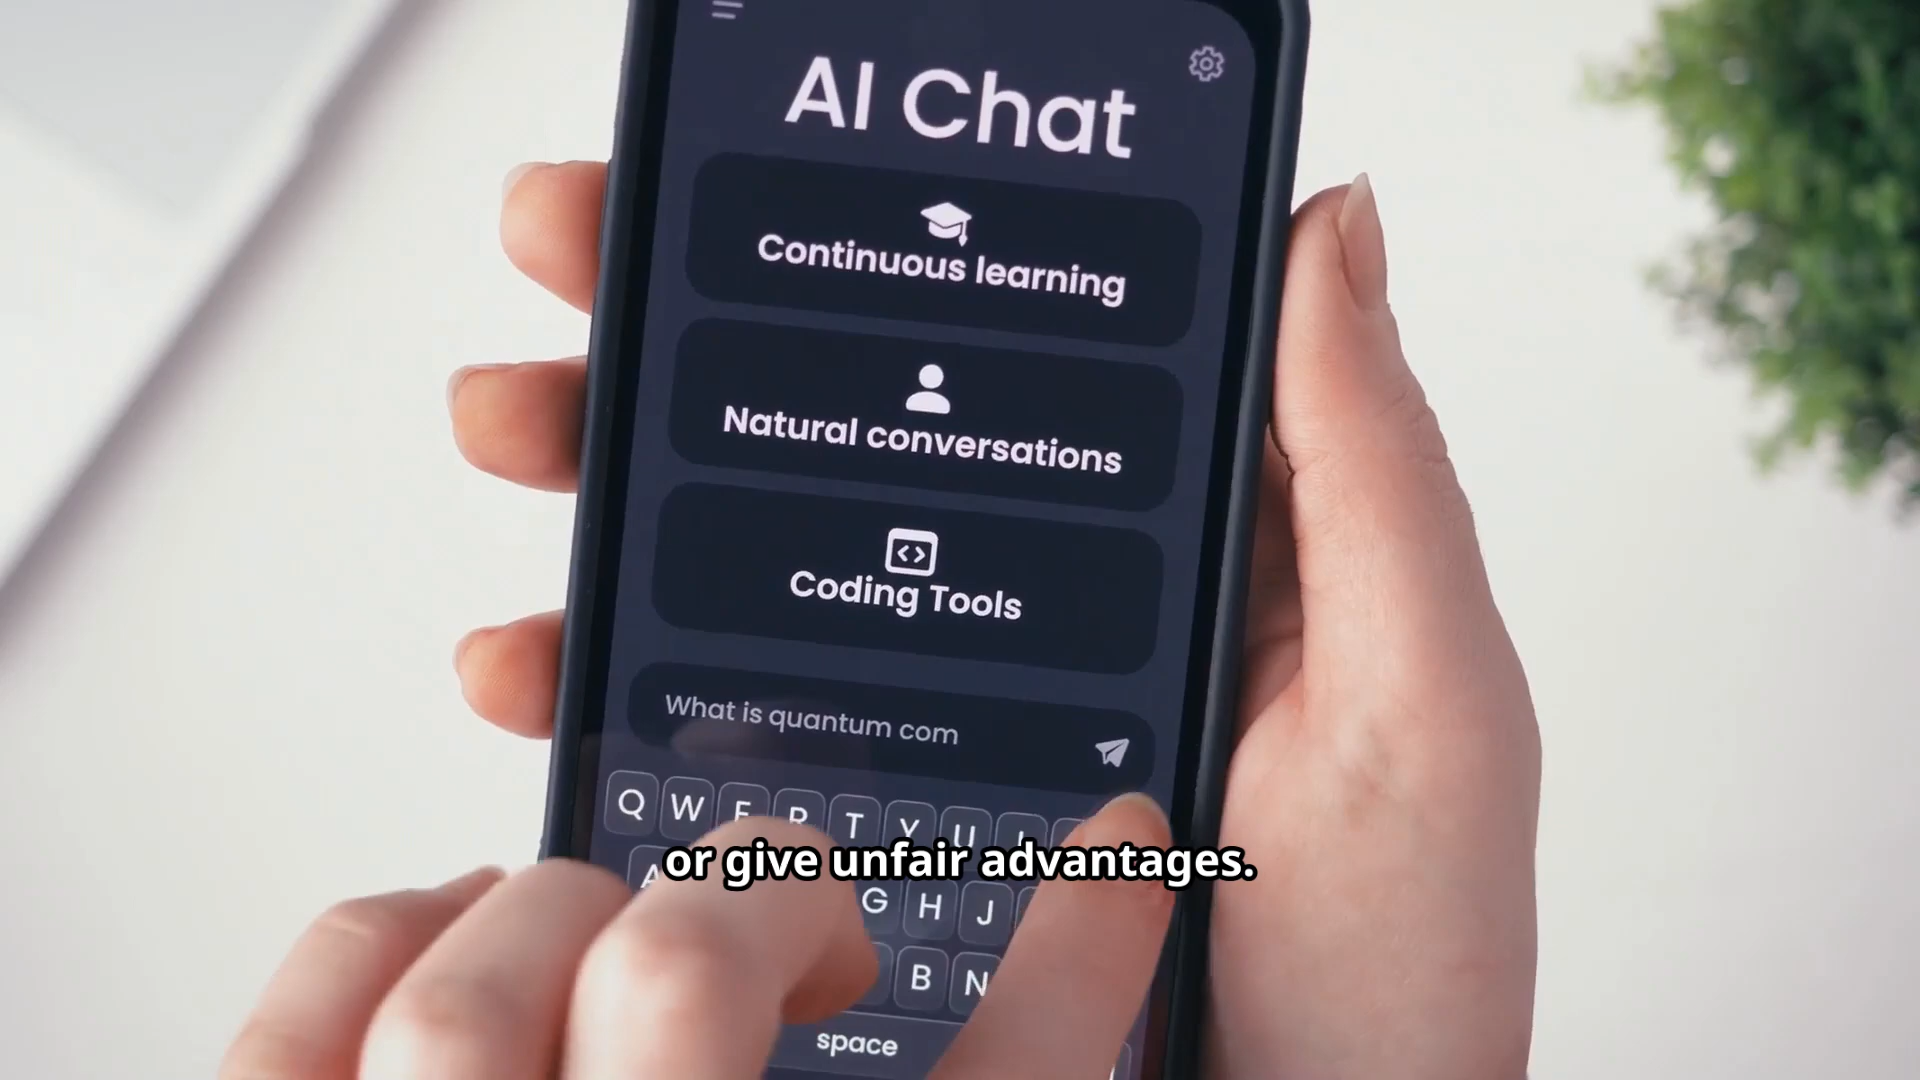 AI Chat
Continuous learning
Natural conversations
Coding Tools
What is quantum com
Q W E R T Y U I
or give unfair advantages.
A G H J
B N
space